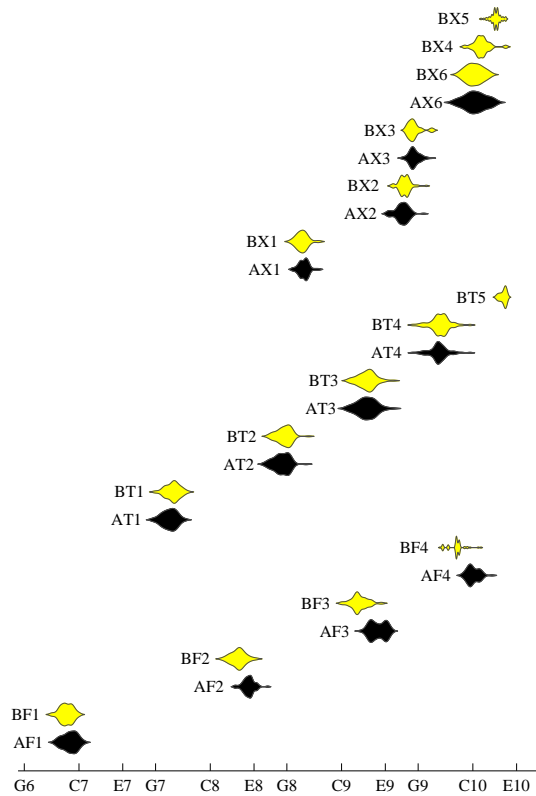 BX5
BX4
BX6
AX6
BX3
AX3
BX2
AX2
BX1
AX1
BT5
BT4
AT4
BT3
AT3
BT2
AT2
BT1
AT1
BF4
AF4
BF3
AF3
BF2
AF2
BF1
AF1
G6 C7 E7 G7 C8 E8 G8 C9 E9 G9 C10 E10